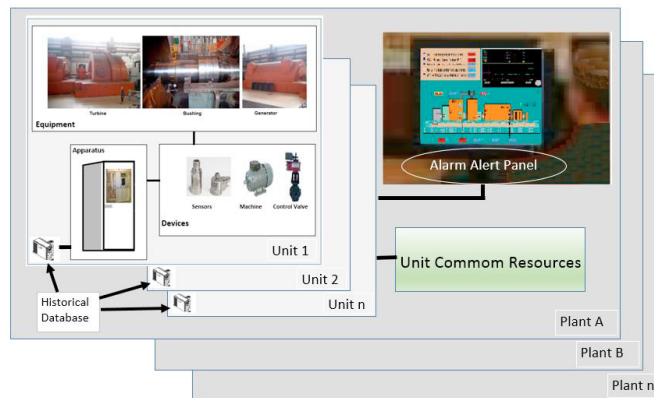 Turbine
Bushing
Generator
Equipment
Apparatus
Sensors
Machine
Control Valve
Devices
Unit 1
Unit 2
Unit n
Historical
Database
Alarm Alert Panel
Unit Commom Resources
Plant A
Plant B
Plant n